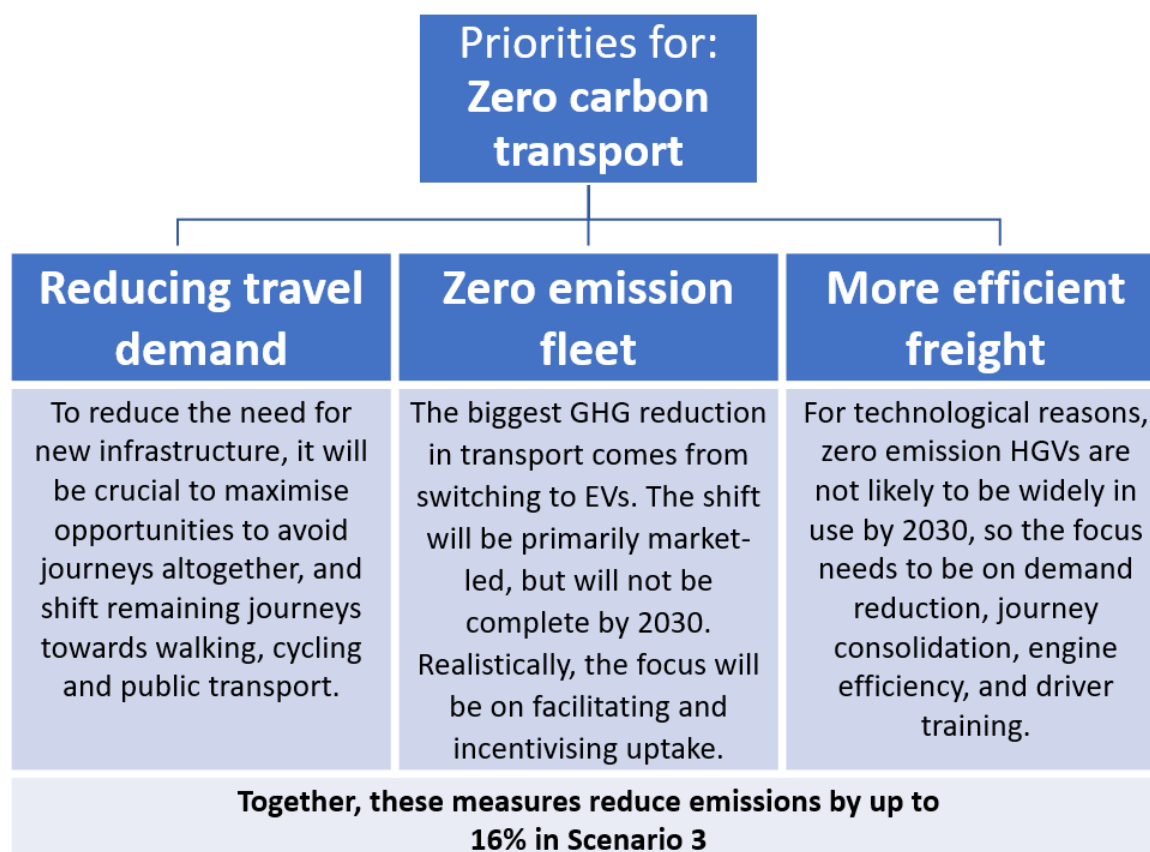 Priorities for:
Zero carbon
transport
Reducing travel
demand
To reduce the need for
new infrastructure, it will
be crucial to maximise
opportunities to avoid
journeys altogether, and
shift remaining journeys
towards walking, cycling
and public transport.
Zero emission
fleet
The biggest GHG reduction
in transport comes from
switching to EVs. The shift
will be primarily market-
led, but will not be
complete by 2030.
Realistically, the focus will
be on facilitating and
incentivising uptake.
More efficient
freight
For technological reasons,
zero emission HGVs are
not likely to be widely in
use by 2030, so the focus
needs to be on demand
reduction, journey
consolidation, engine
efficiency, and driver
training.
Together, these measures reduce emissions by up to
16% in Scenario 3